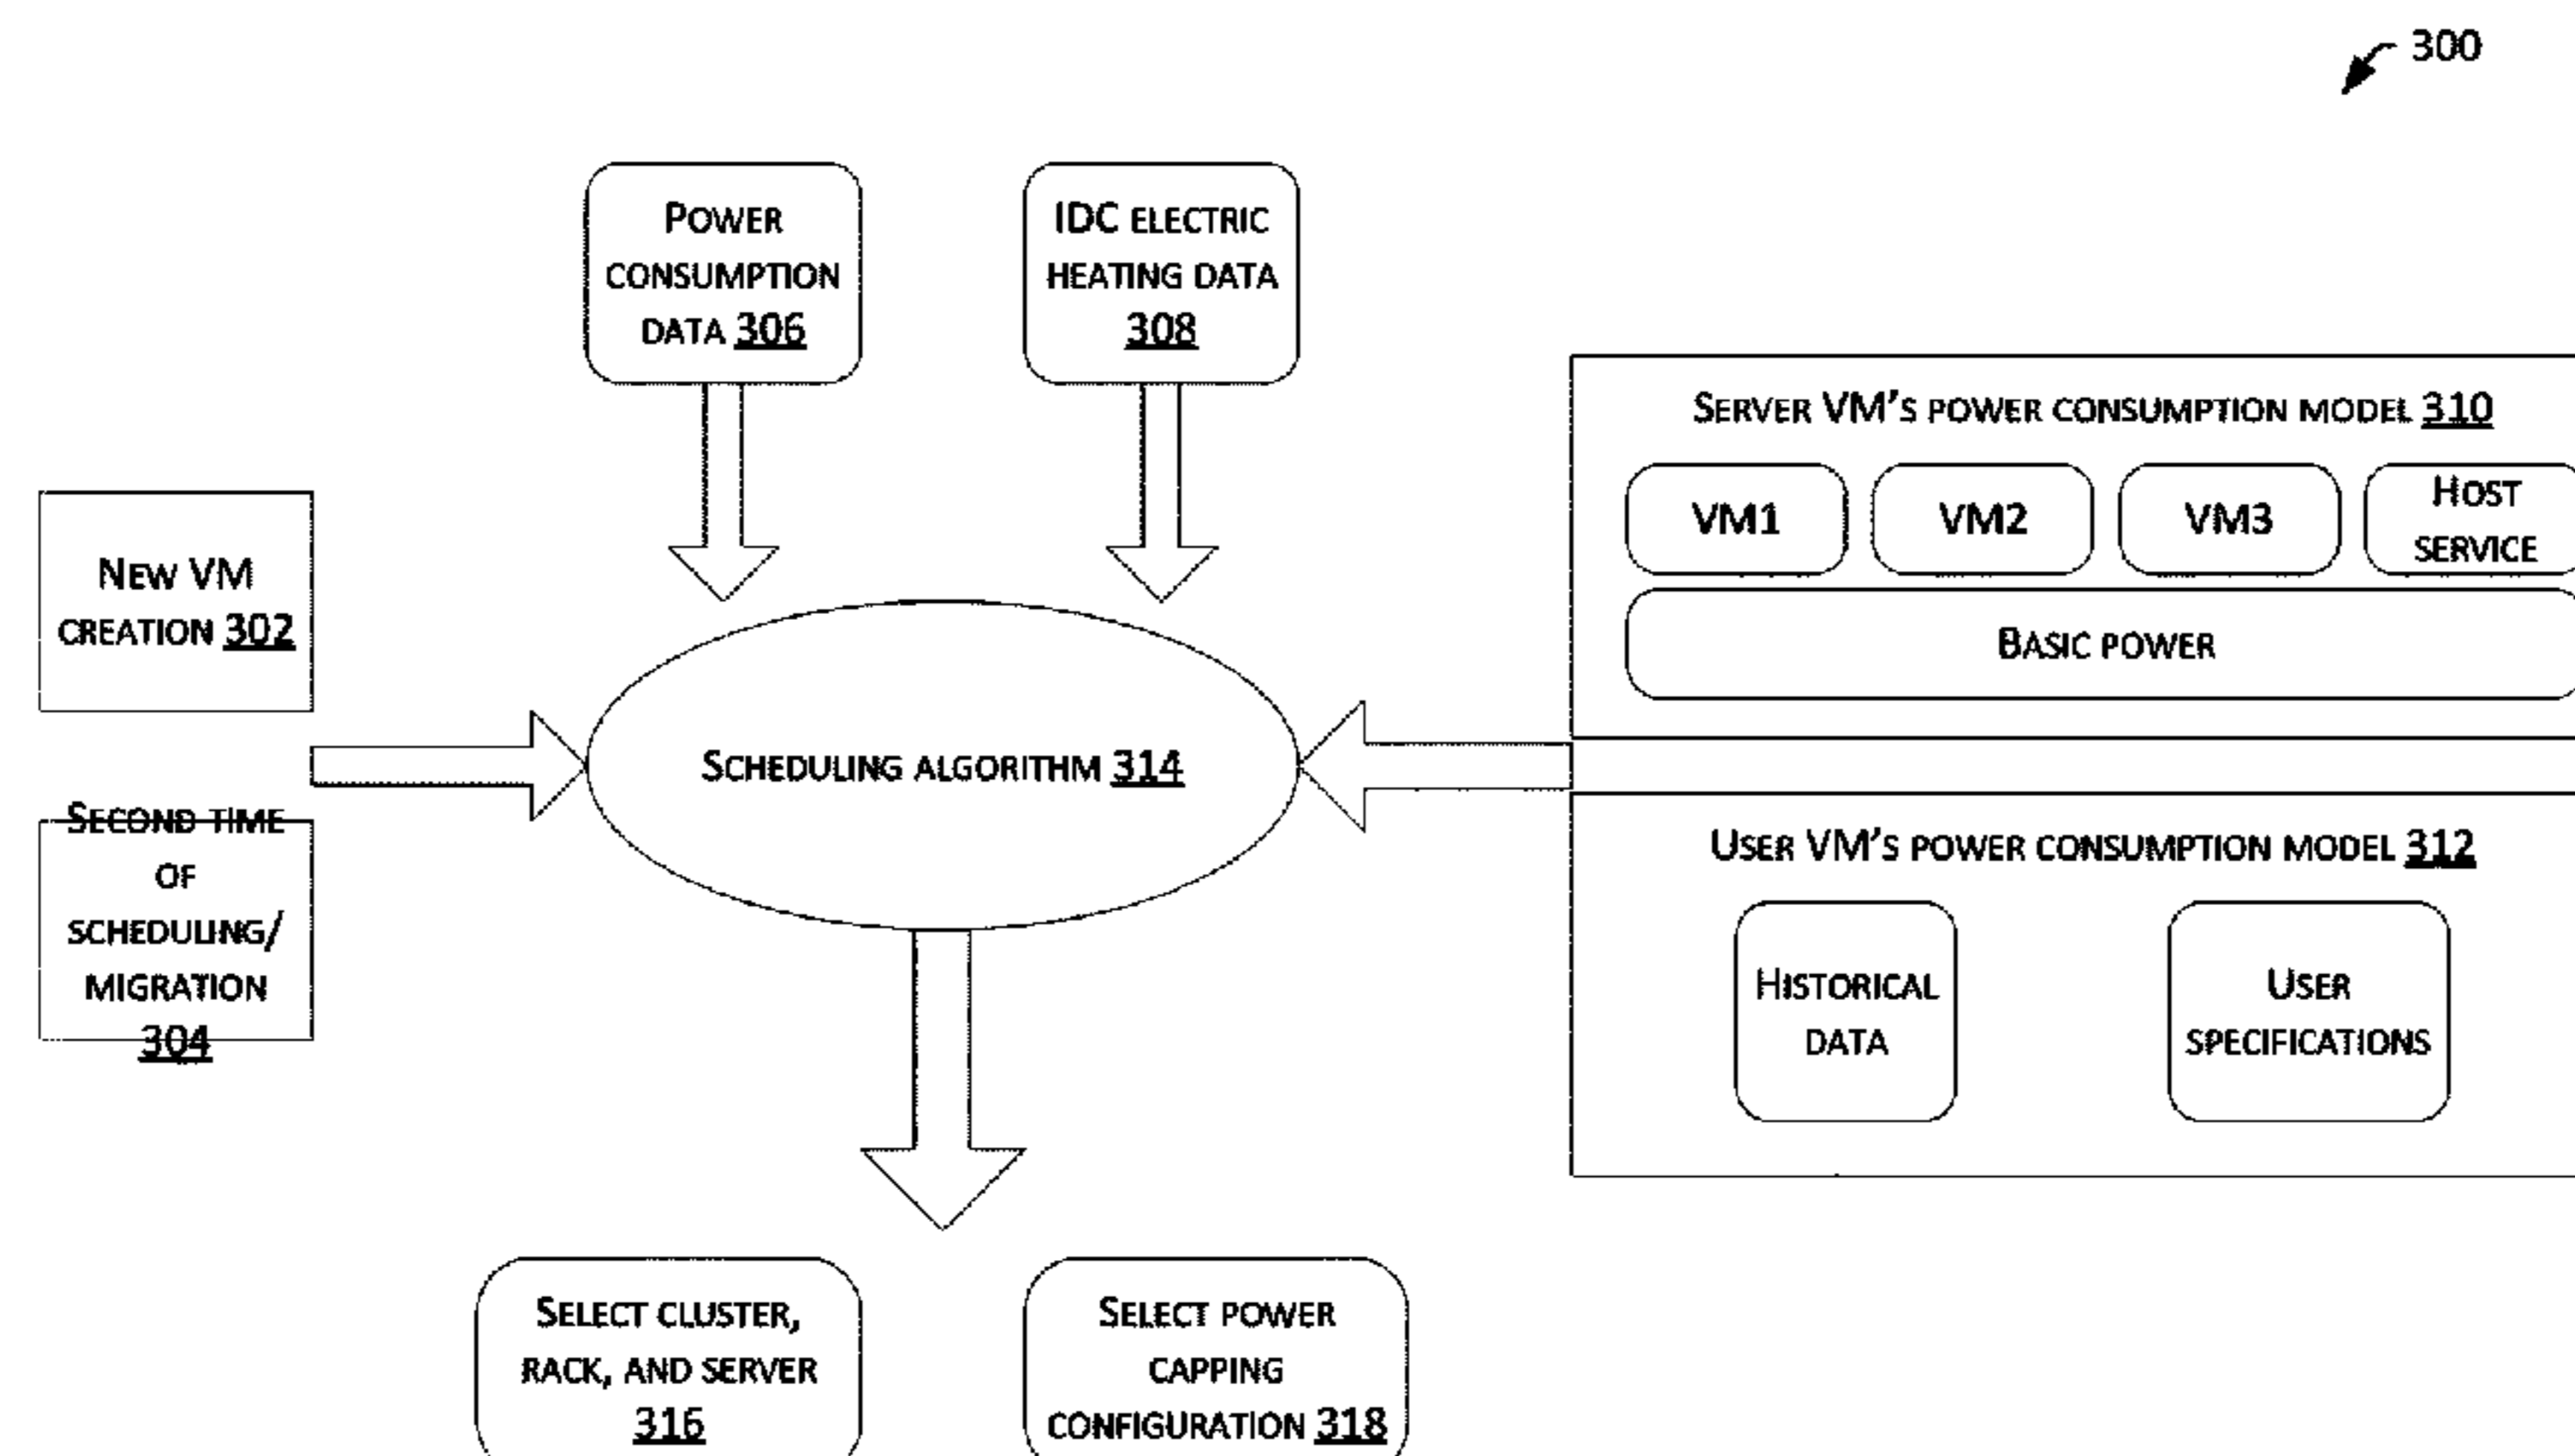 300
POWER
CONSUMPTION
DATA 306
IDC ELECTRIC
HEATING DATA
308
SERVER VM'S POWER CONSUMPTION MODEL 310
VM1
VM2
VM3
HOST
SERVICE
BASIC POWER
NEW VM
CREATION 302
SCHEDULING ALGORITHM 314
SECOND TIME
OF
SCHEDULING/
MIGRATION
304
USER VM'S POWER CONSUMPTION MODEL 312
HISTORICAL
DATA
USER
SPECIFICATIONS
SELECT CLUSTER,
RACK, AND SERVER
316
SELECT POWER
CAPPING
CONFIGURATION 318